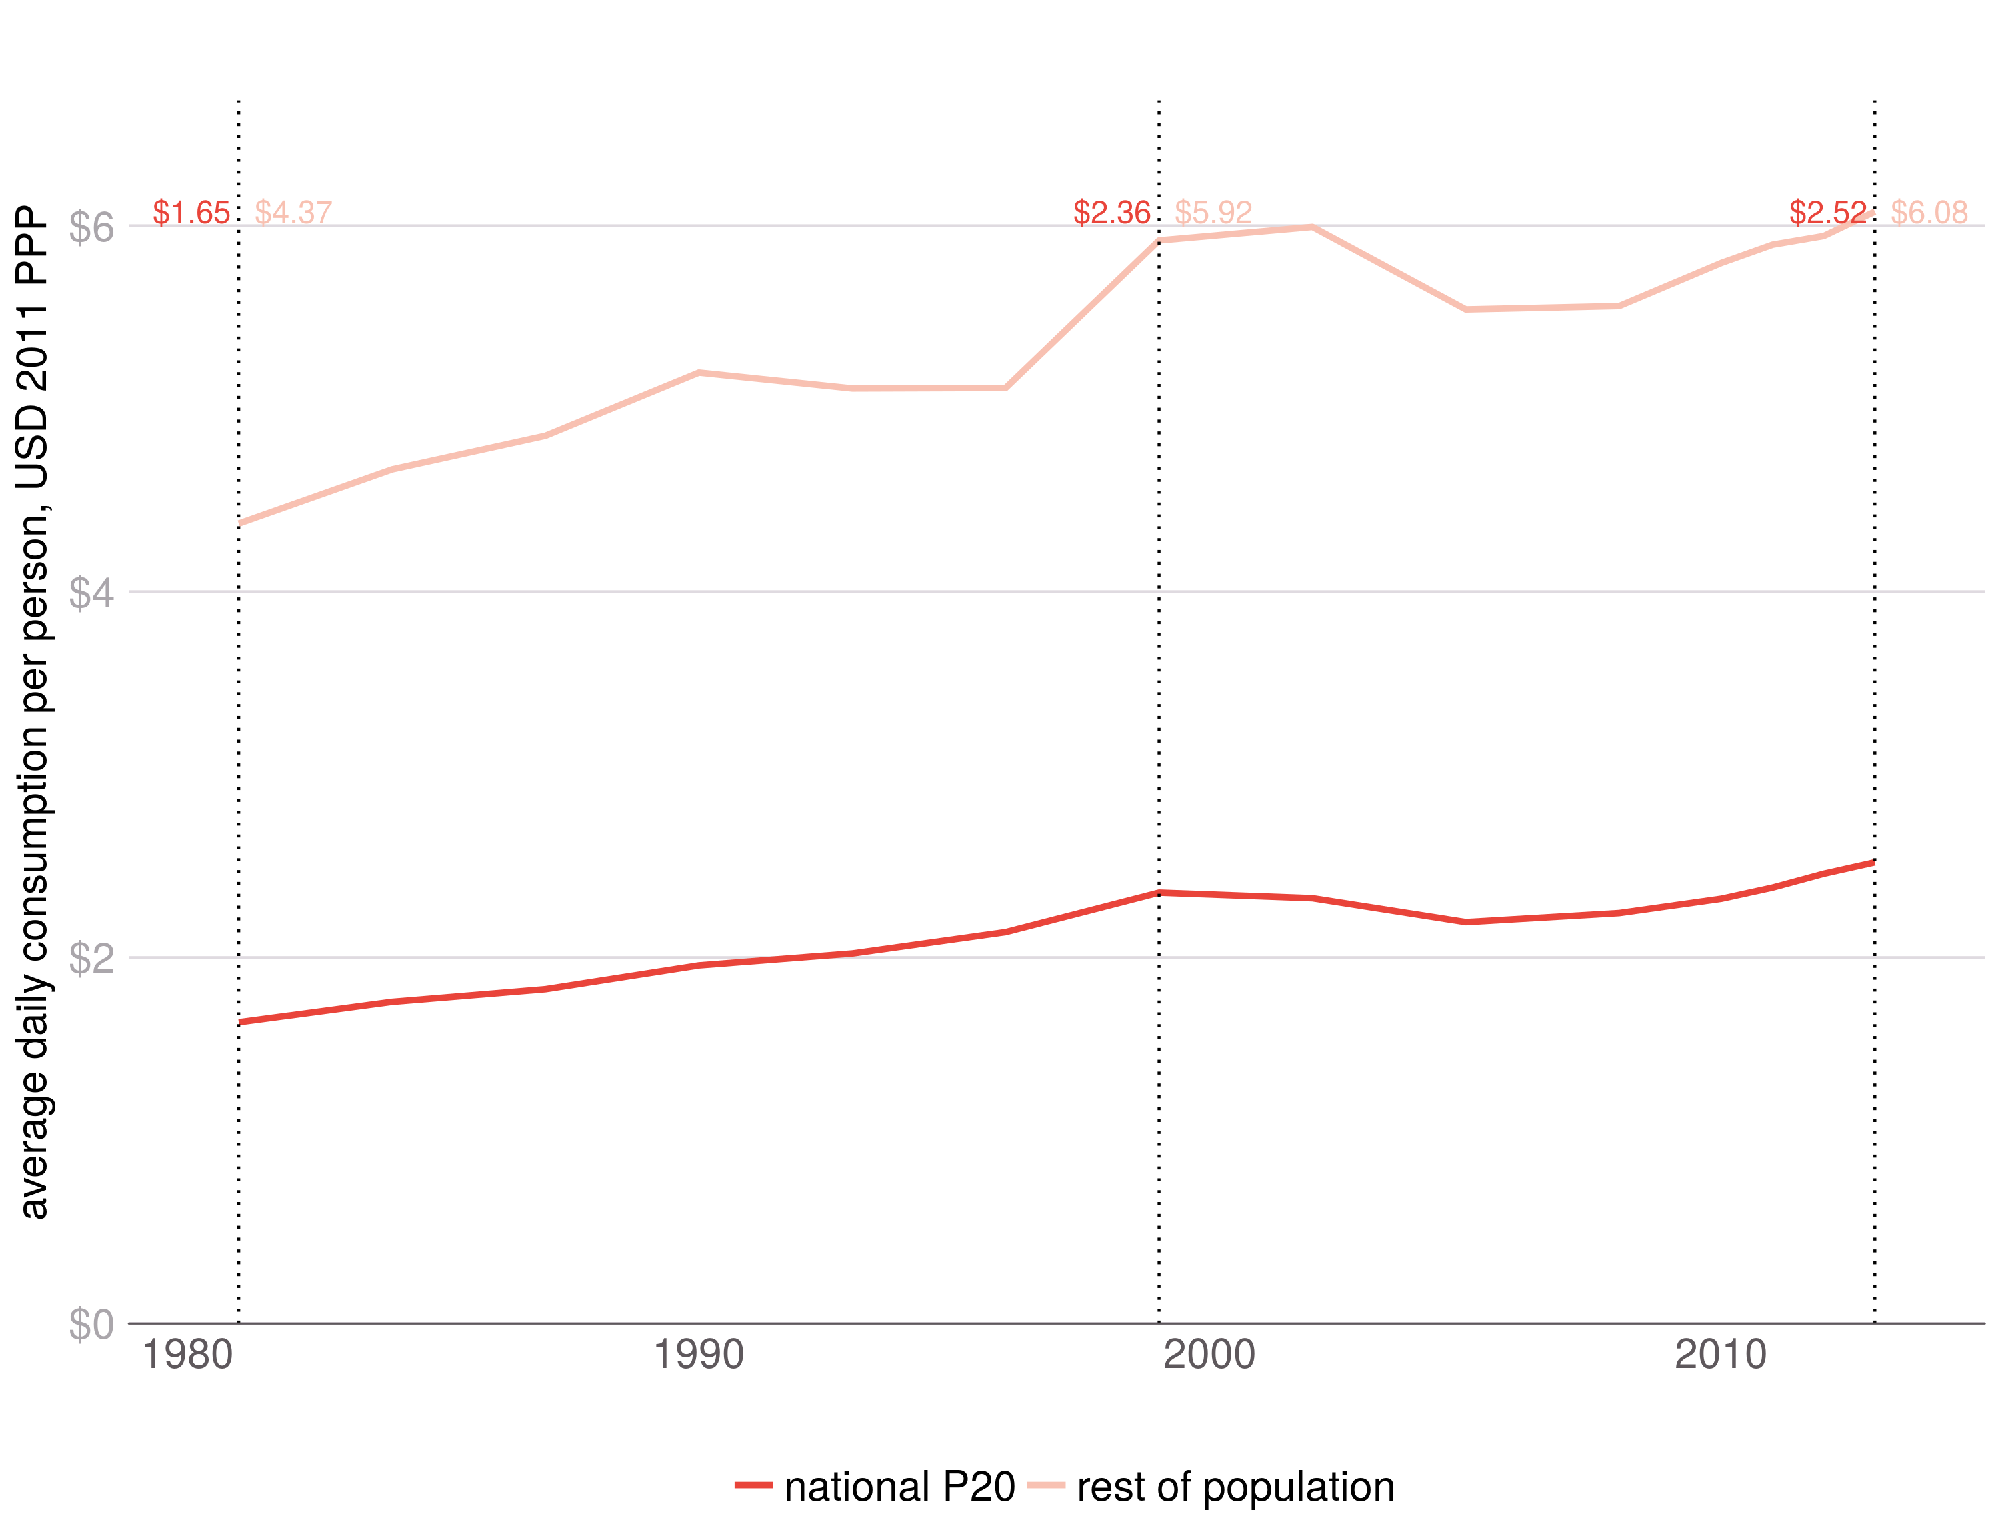 average daily consumption per person, USD 2011 PPP
$1.65 $4.37 $2.36 $5.92 $2.52 $6.08
$6
$4
$2
$0
1980 1990 2000 2010
national P20 rest of population